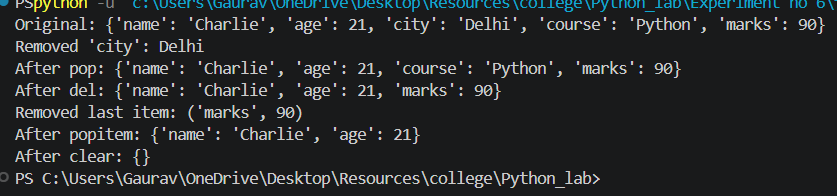 PSpython -u "c:\Users\Gaurav\OneDrive\Desktop\Resources\college\Python_lab\Experiment no 6\
Original: {'name': 'Charlie', 'age': 21, 'city': 'Delhi', 'course': 'Python', 'marks': 90}
Removed 'city': Delhi
After pop: {'name': 'Charlie', 'age': 21, 'course': 'Python', 'marks': 90}
After del: {'name': 'Charlie', 'age': 21, 'marks': 90}
Removed last item: ('marks', 90)
After popitem: {'name': 'Charlie', 'age': 21}
After clear: {}
PS C:\Users\Gaurav\OneDrive\Desktop\Resources\college\Python_lab>